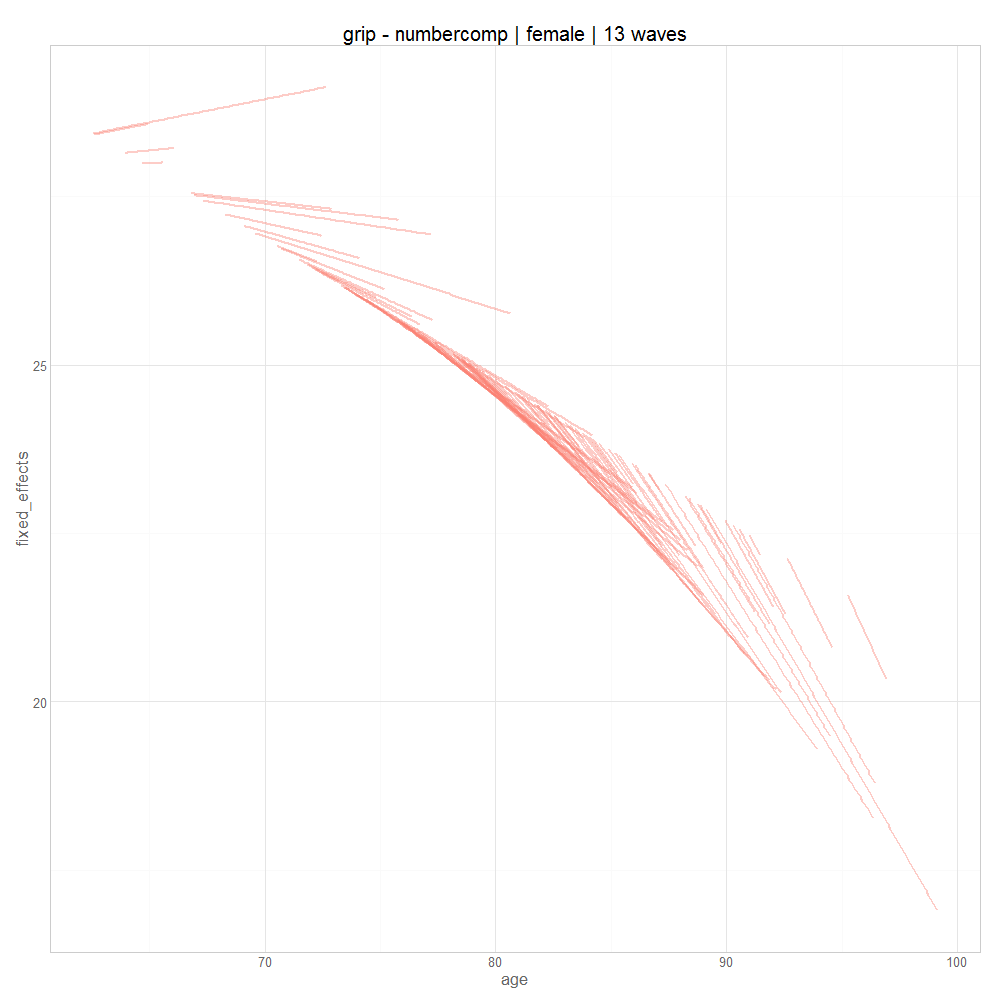 grip - numbercomp | female | 13 waves
25
20
fixed_effects
70 80 90 100
age